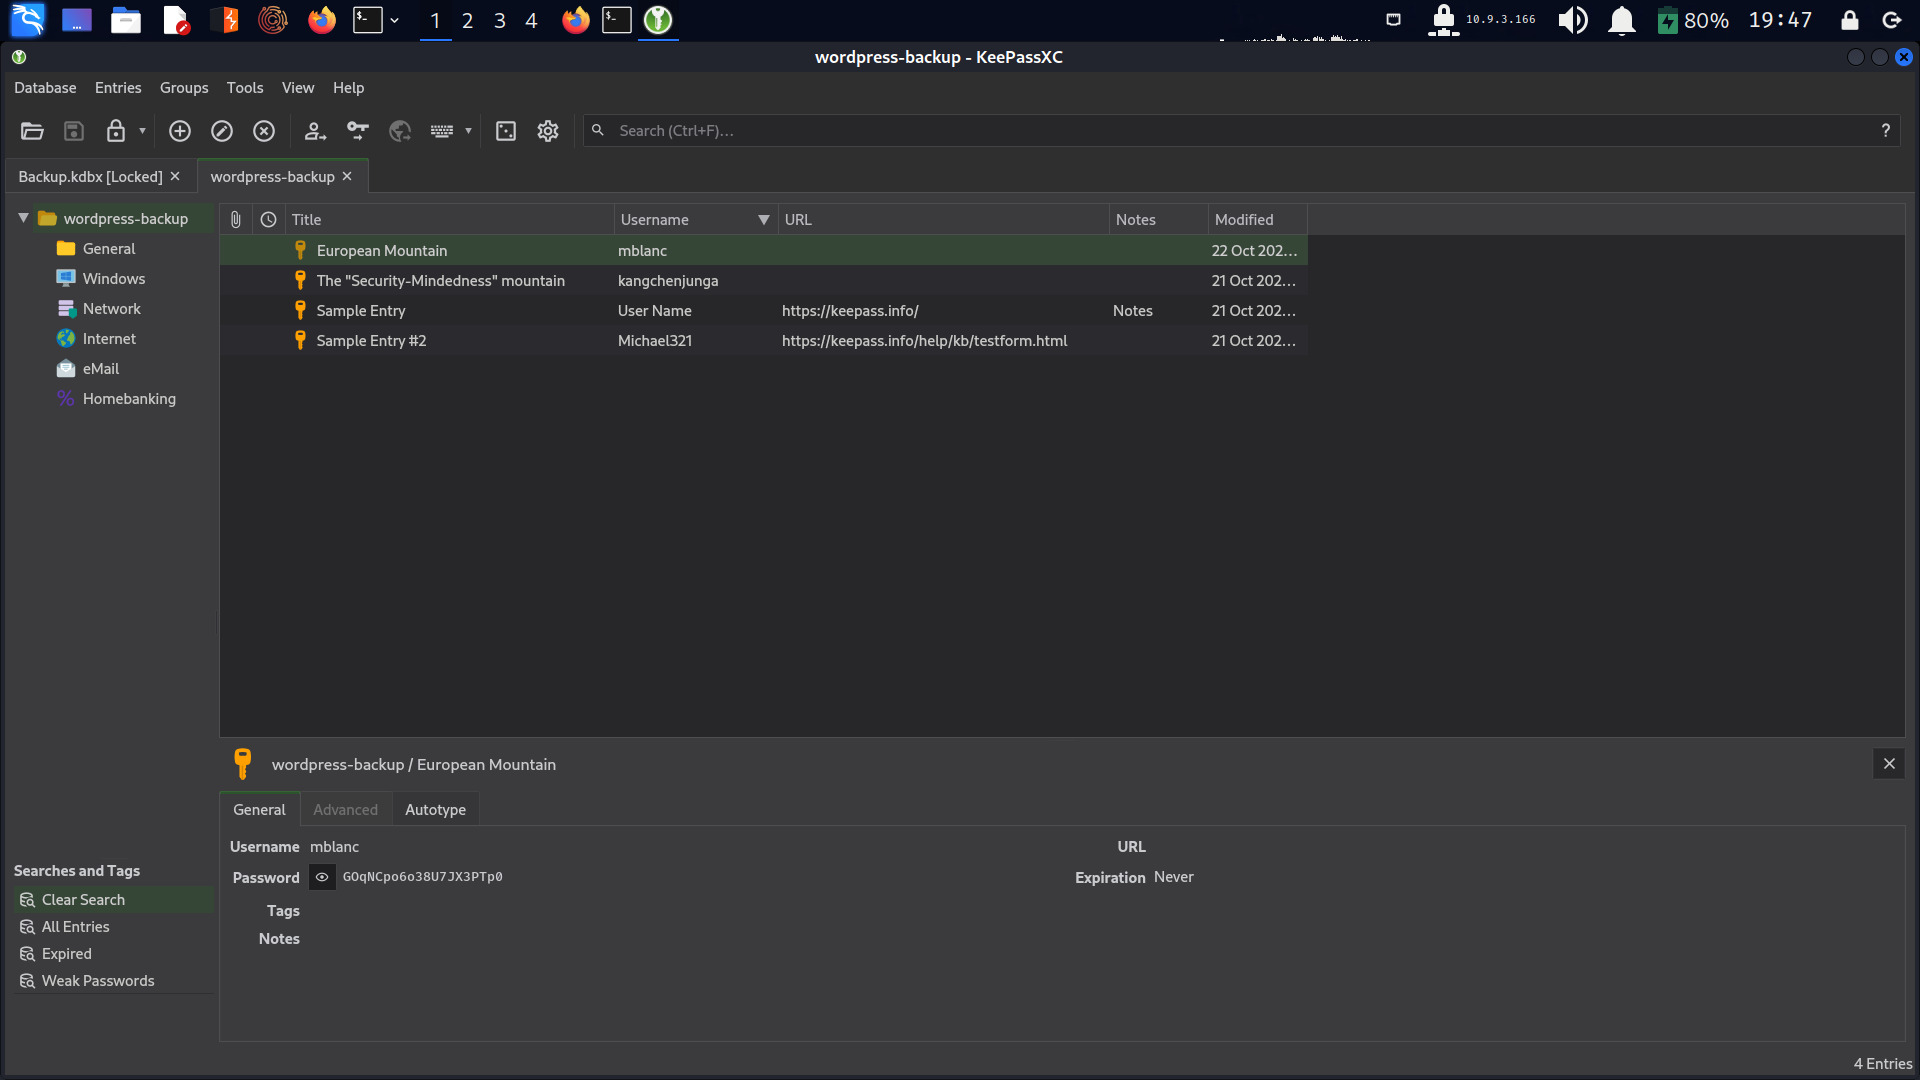 1 2 3 4 10.9.3.166 80% 19:47
wordpress-backup - KeePassXC
Database Entries Groups Tools View Help
Search (Ctrl+F)... ?
Backup.kdbx [Locked] wordpress-backup
wordpress-backup
General
Windows
Network
Internet
eMail
Homebanking
Title Username URL Notes Modified
European Mountain mblanc 22 Oct 202...
The "Security-Mindedness" mountain kangchenjunga 21 Oct 202...
Sample Entry User Name https://keepass.info/ Notes 21 Oct 202...
Sample Entry #2 Michael321 https://keepass.info/help/kb/testform.html 21 Oct 202...
wordpress-backup / European Mountain
General Advanced Autotype
Username mblanc URL
Password GOqNCpo6o38U7JX3PTp0 Expiration Never
Tags
Notes
Searches and Tags
Clear Search
All Entries
Expired
Weak Passwords
4 Entries